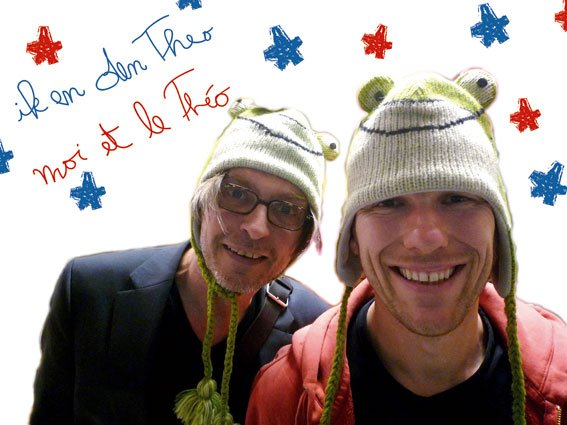 ik en den Theo
moi et le Théo